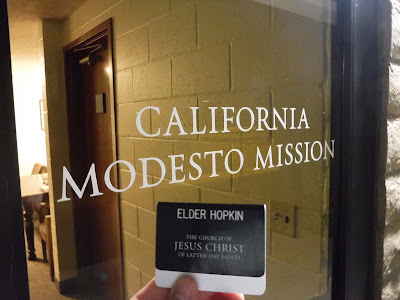 CALIFORNIA
MODESTO MISSION
ELDER HOPKIN
THE CHURCH OF
JESUS CHRIST
OF LATTER-DAY SAINTS